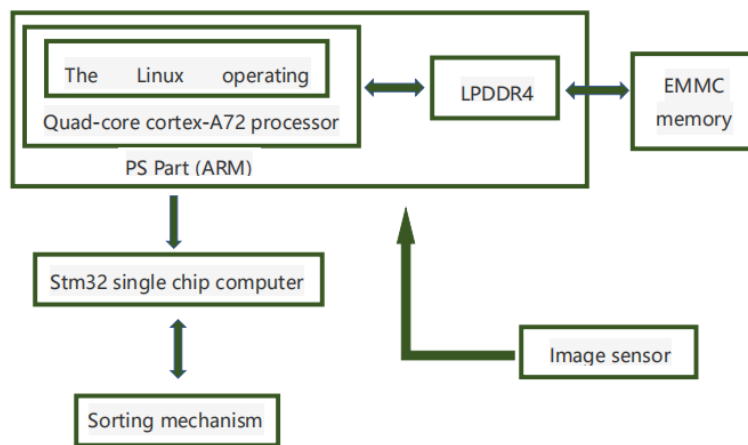 The Linux operating
Quad-core cortex-A72 processor
PS Part (ARM)
LPDDR4
EMMC
memory
Stm32 single chip computer
Image sensor
Sorting mechanism